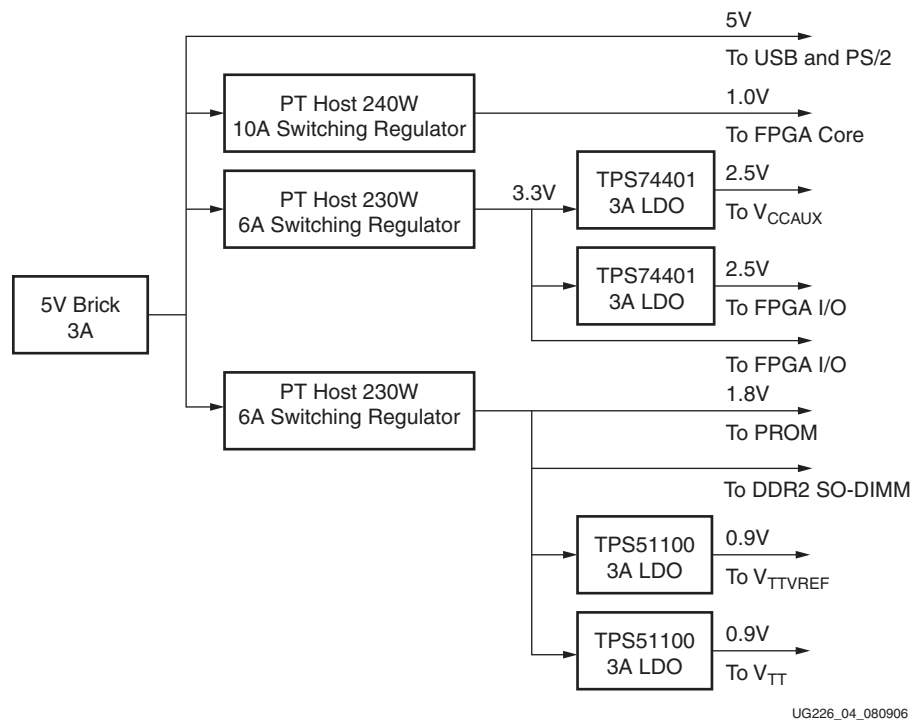 5V
To USB and PS/2
PT Host 240W
10A Switching Regulator
1.0V
To FPGA Core
PT Host 230W
6A Switching Regulator
3.3V
TPS74401
3A LDO
2.5V
To VCCAUX
TPS74401
3A LDO
2.5V
To FPGA I/O
5V Brick
3A
To FPGA I/O
PT Host 230W
6A Switching Regulator
1.8V
To PROM
To DDR2 SO-DIMM
TPS51100
3A LDO
0.9V
To VTTVREF
TPS51100
3A LDO
0.9V
To VTT
UG226_04_080906